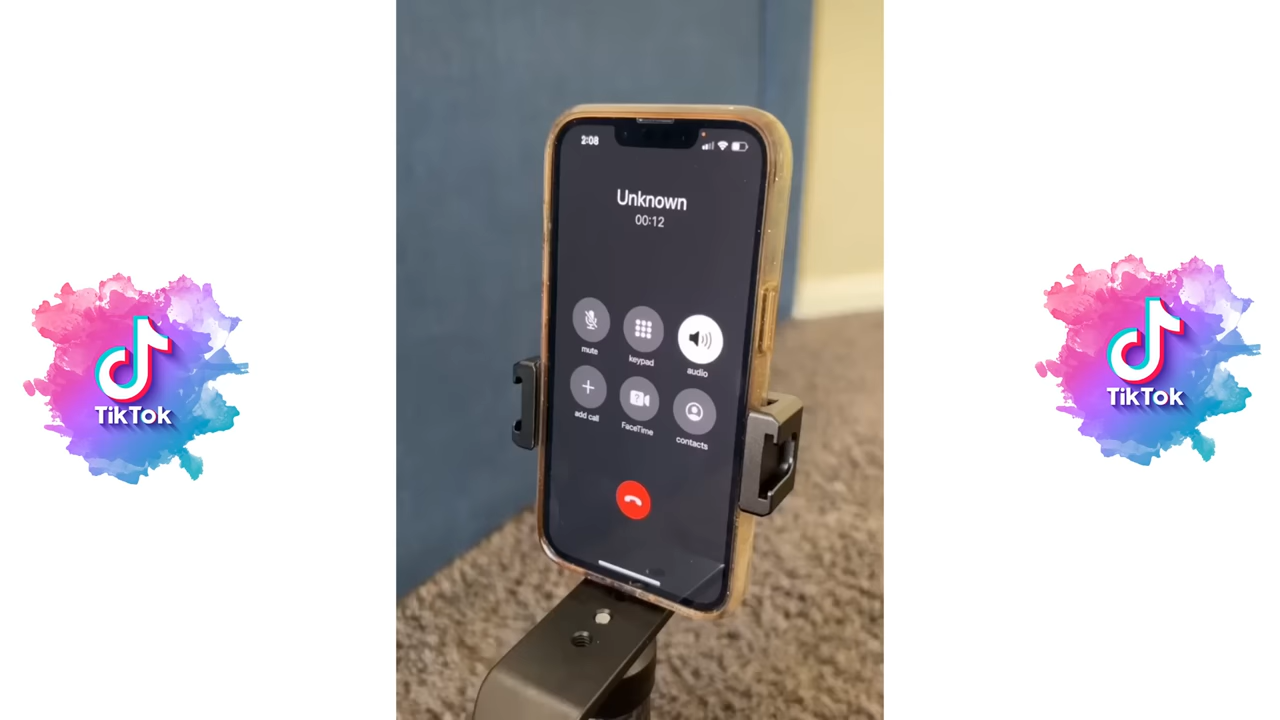 2:08
Unknown
00:12
mute
keypad
audio
add call
FaceTime
contacts
TikTok
TikTok